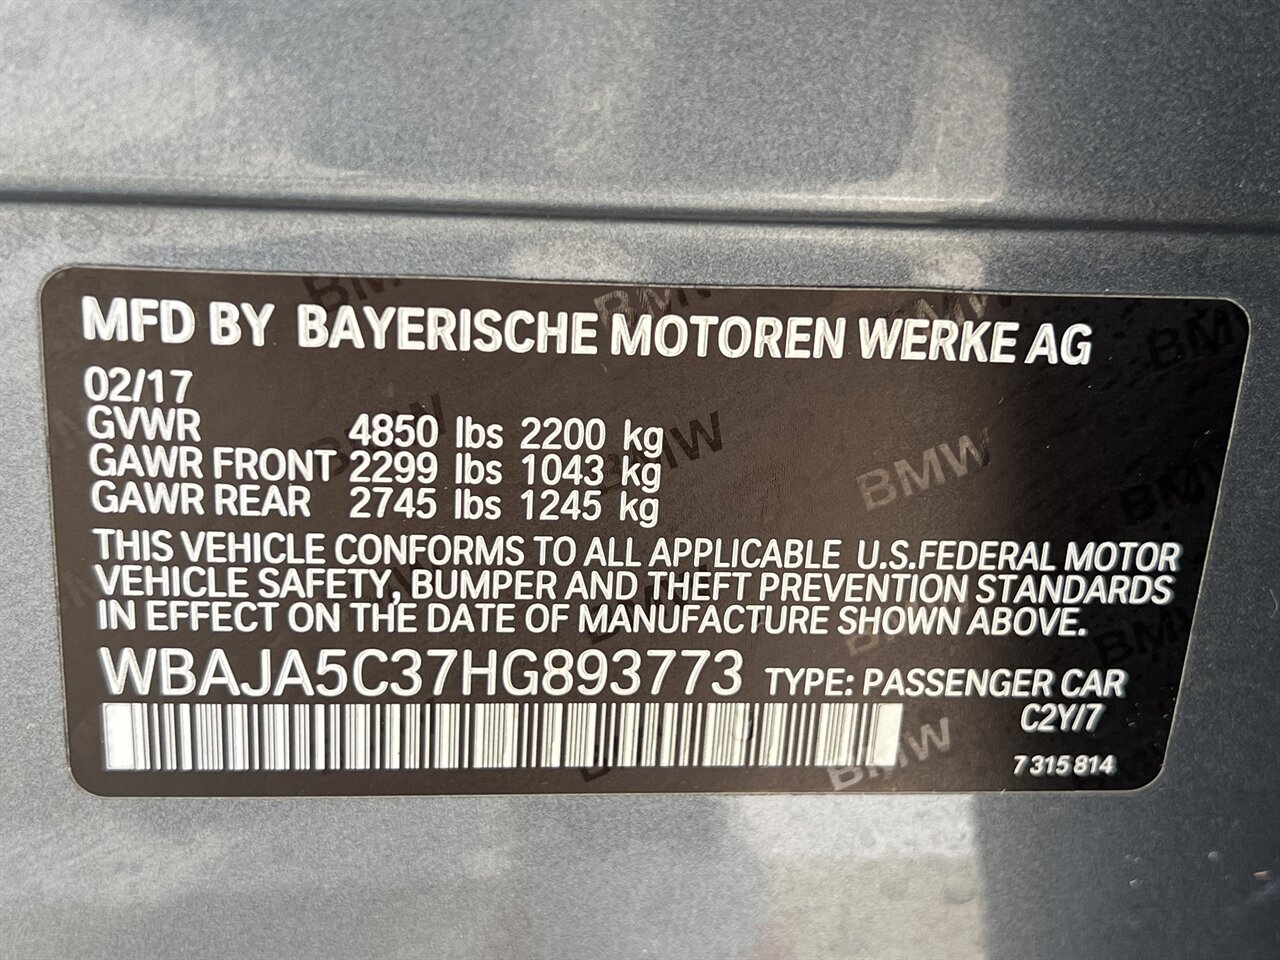 MFD BY BAYERISCHE MOTOREN WERKE AG
02/17
GVWR 4850 lbs 2200 kg
GAWR FRONT 2299 lbs 1043 kg
GAWR REAR 2745 lbs 1245 kg
THIS VEHICLE CONFORMS TO ALL APPLICABLE U.S.FEDERAL MOTOR
VEHICLE SAFETY, BUMPER AND THEFT PREVENTION STANDARDS
IN EFFECT ON THE DATE OF MANUFACTURE SHOWN ABOVE.
WBAJA5C37HG893773 TYPE: PASSENGER CAR
C2Y/7
7 315 814